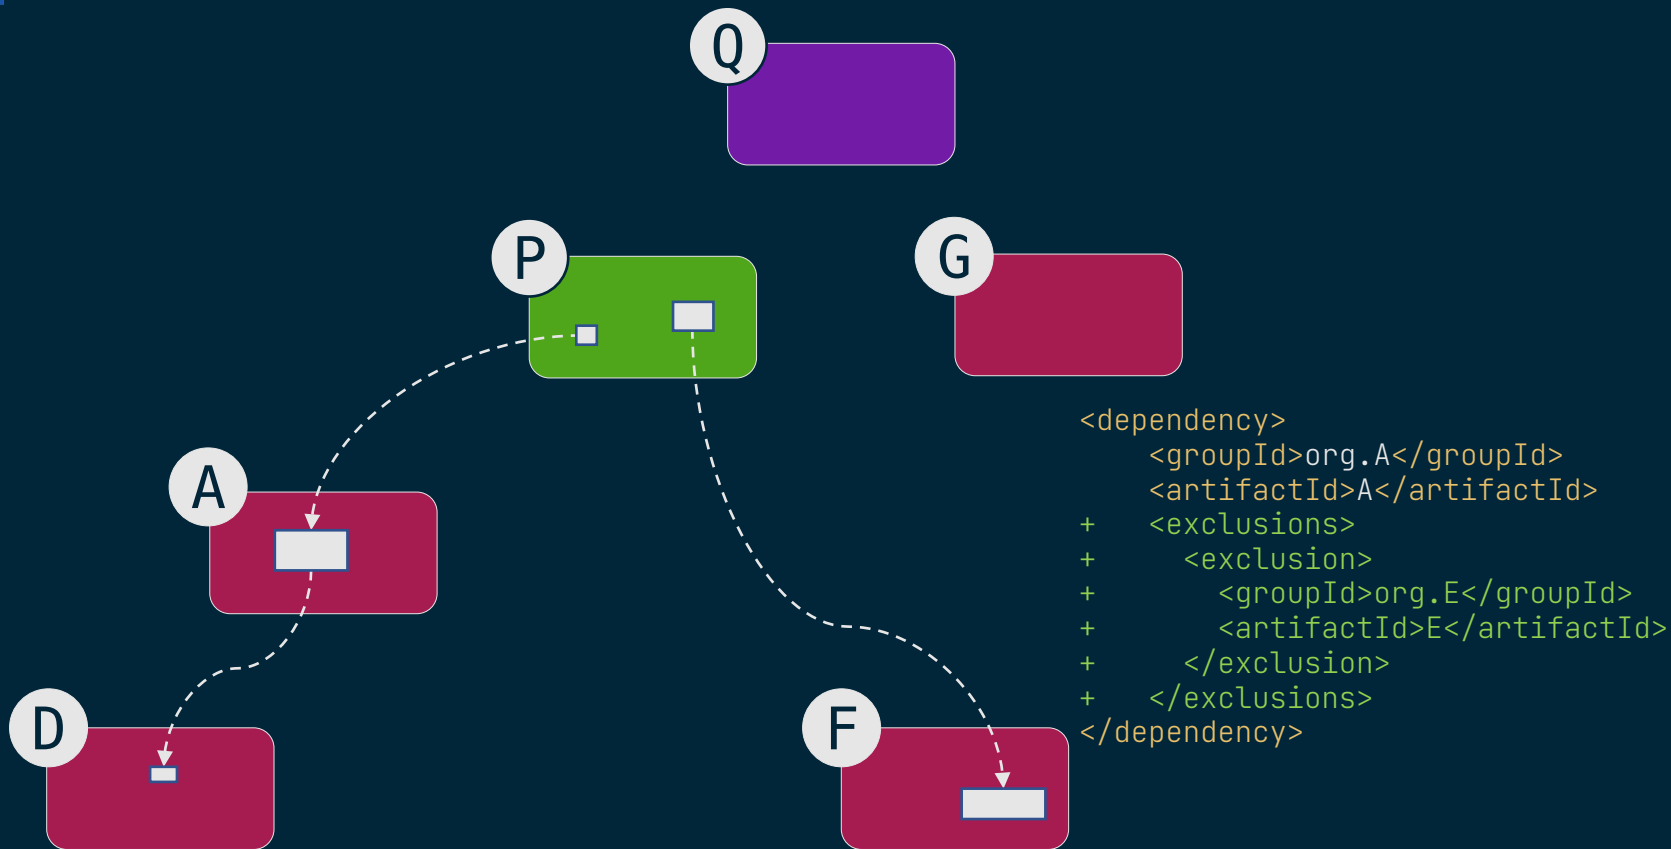 Q
P
G
A
D
F
<dependency>
    <groupId>org.A</groupId>
    <artifactId>A</artifactId>
+   <exclusions>
+     <exclusion>
+       <groupId>org.E</groupId>
+       <artifactId>E</artifactId>
+     </exclusion>
+   </exclusions>
</dependency>